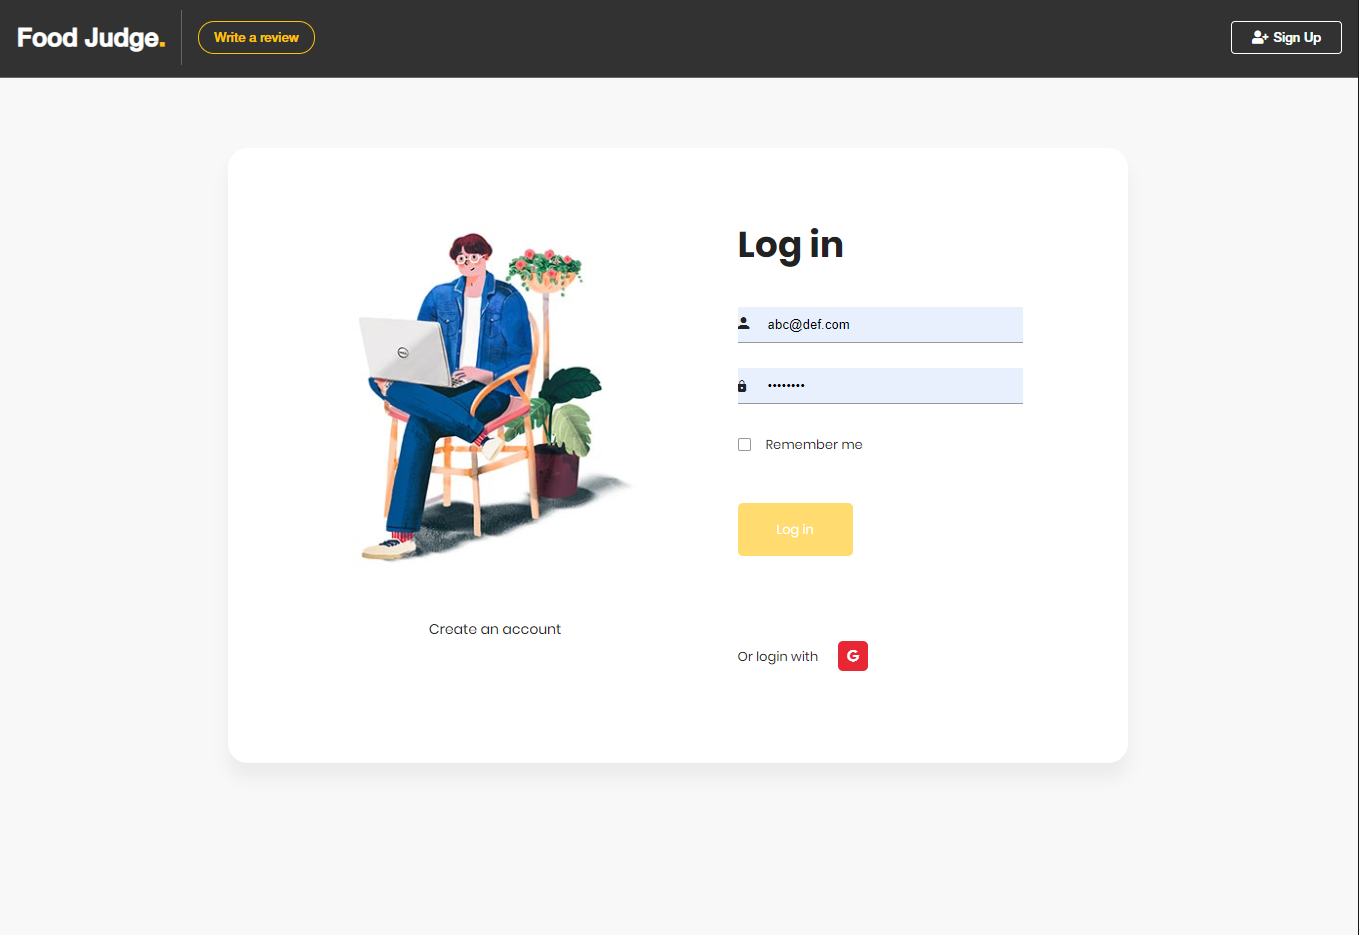 Food Judge.
Write a review
Sign Up
Log in
abc@def.com
••••••••
Remember me
Log in
Create an account
Or login with
G